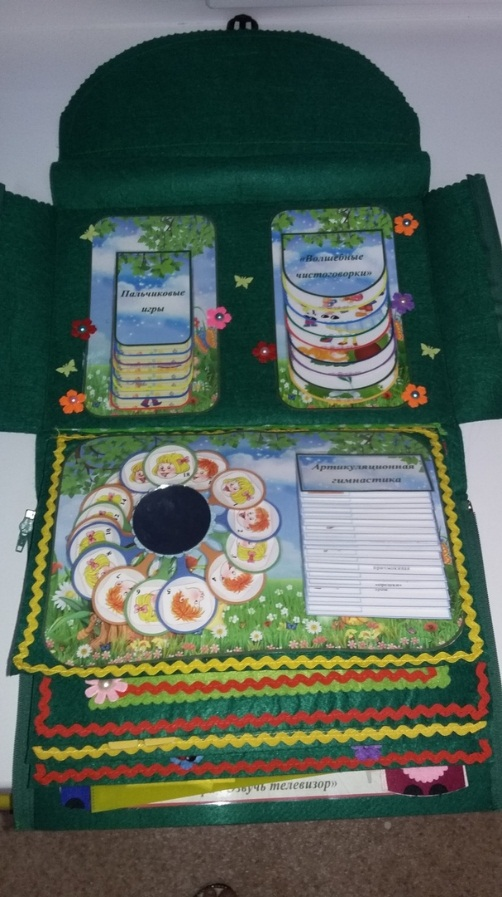 Пальчиковые
игры
«Волшебные
чистоговорки»
Артикуляционная
гимнастика
Озвучь телевизор»